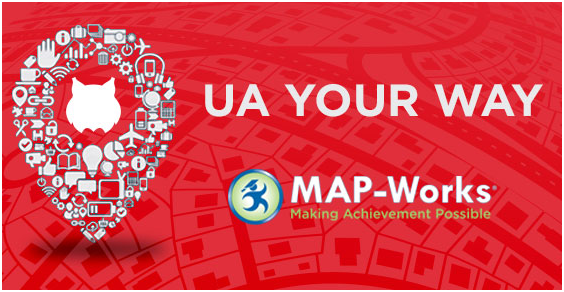 UA YOUR WAY
MAP-Works®
Making Achievement Possible